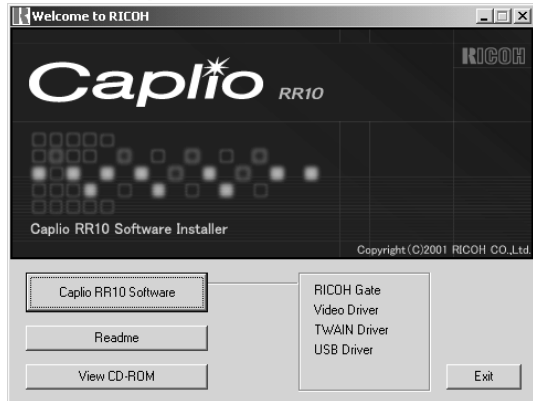 Welcome to RICOH
RICOH
Caplio RR10
Caplio RR10 Software Installer
Copyright (C)2001 RICOH CO.,Ltd.
Caplio RR10 Software
Readme
View CD-ROM
RICOH Gate
Video Driver
TWAIN Driver
USB Driver
Exit